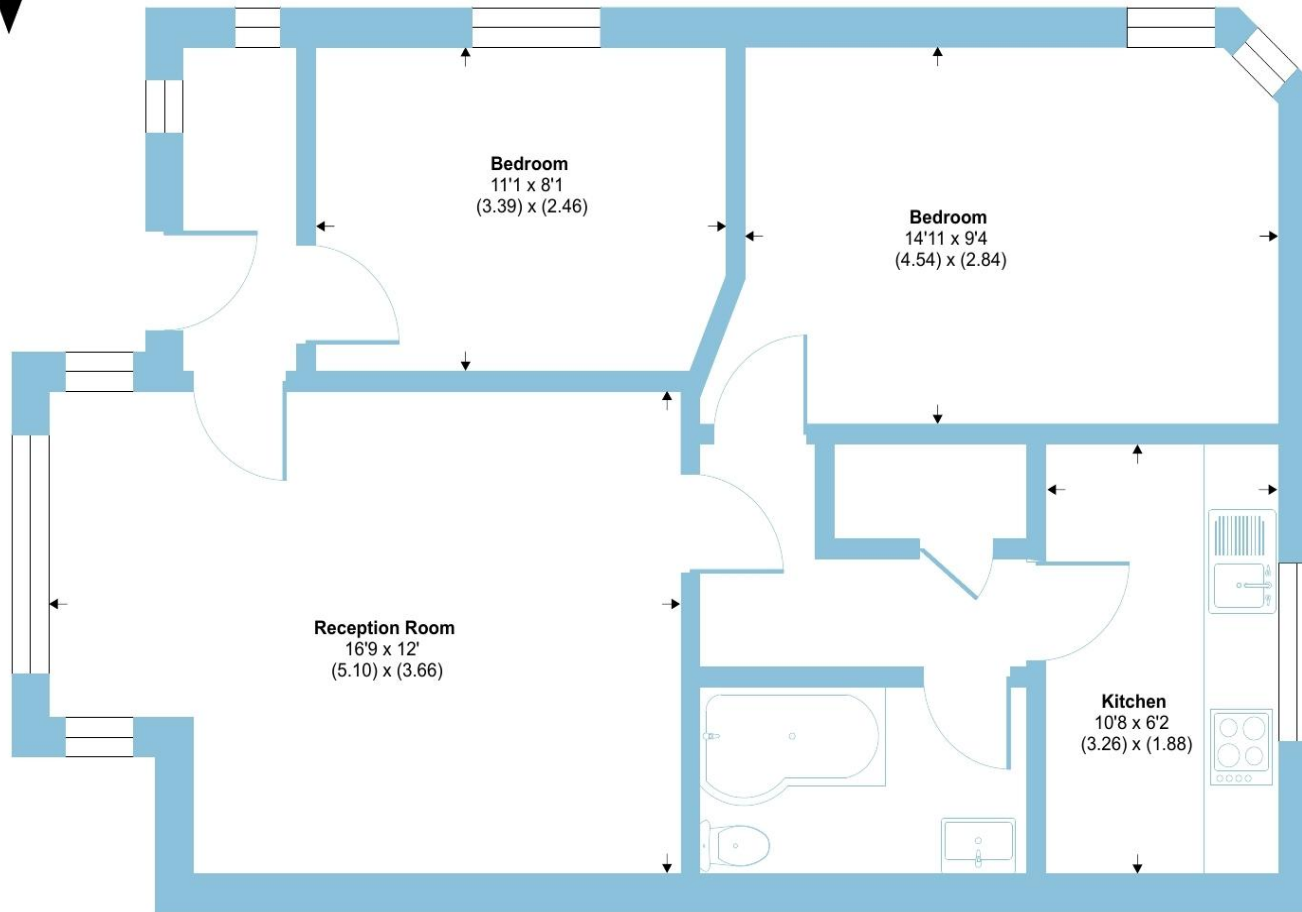 Bedroom
11'1 x 8'1
(3.39) x (2.46)
Bedroom
14'11 x 9'4
(4.54) x (2.84)
Reception Room
16'9 x 12'
(5.10) x (3.66)
Kitchen
10'8 x 6'2
(3.26) x (1.88)